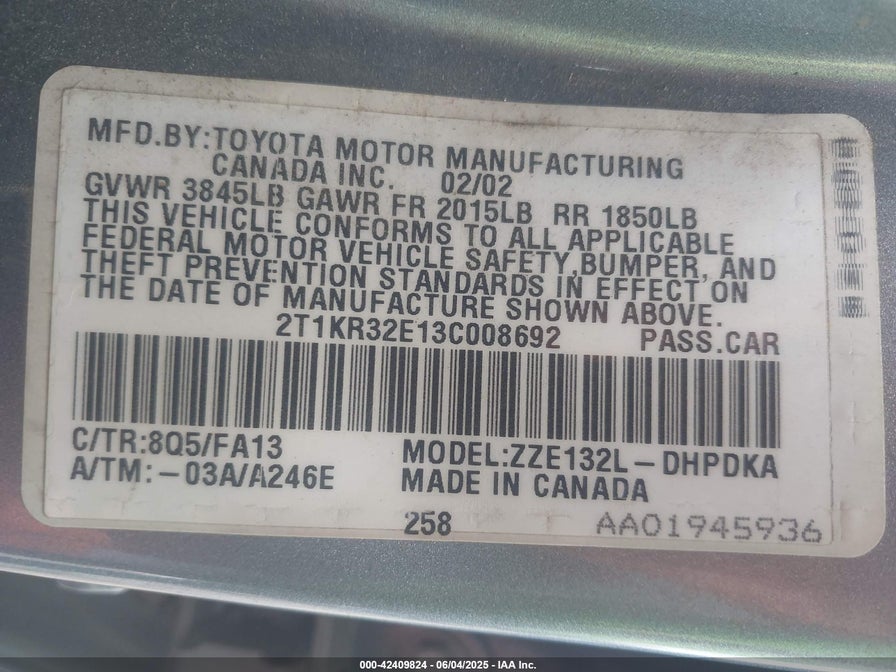 MFD.BY:TOYOTA MOTOR MANUFACTURING
CANADA INC. 02/02
GVWR 3845LB GAWR FR 2015LB RR 1850LB
THIS VEHICLE CONFORMS TO ALL APPLICABLE
FEDERAL MOTOR VEHICLE SAFETY,BUMPER, AND
THEFT PREVENTION STANDARDS IN EFFECT ON
THE DATE OF MANUFACTURE SHOWN ABOVE.
2T1KR32E13C008692 PASS.CAR
C/TR:8Q5/FA13 MODEL:ZZE132L-DHPDKA
A/TM:-03A/A246E MADE IN CANADA
258 AA01945936
000-42409824 - 06/04/2025 - IAA Inc.